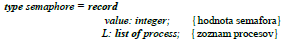 type semaphore = record
value: integer; {hodnota semafora}
L: list of process; {zoznam procesov}